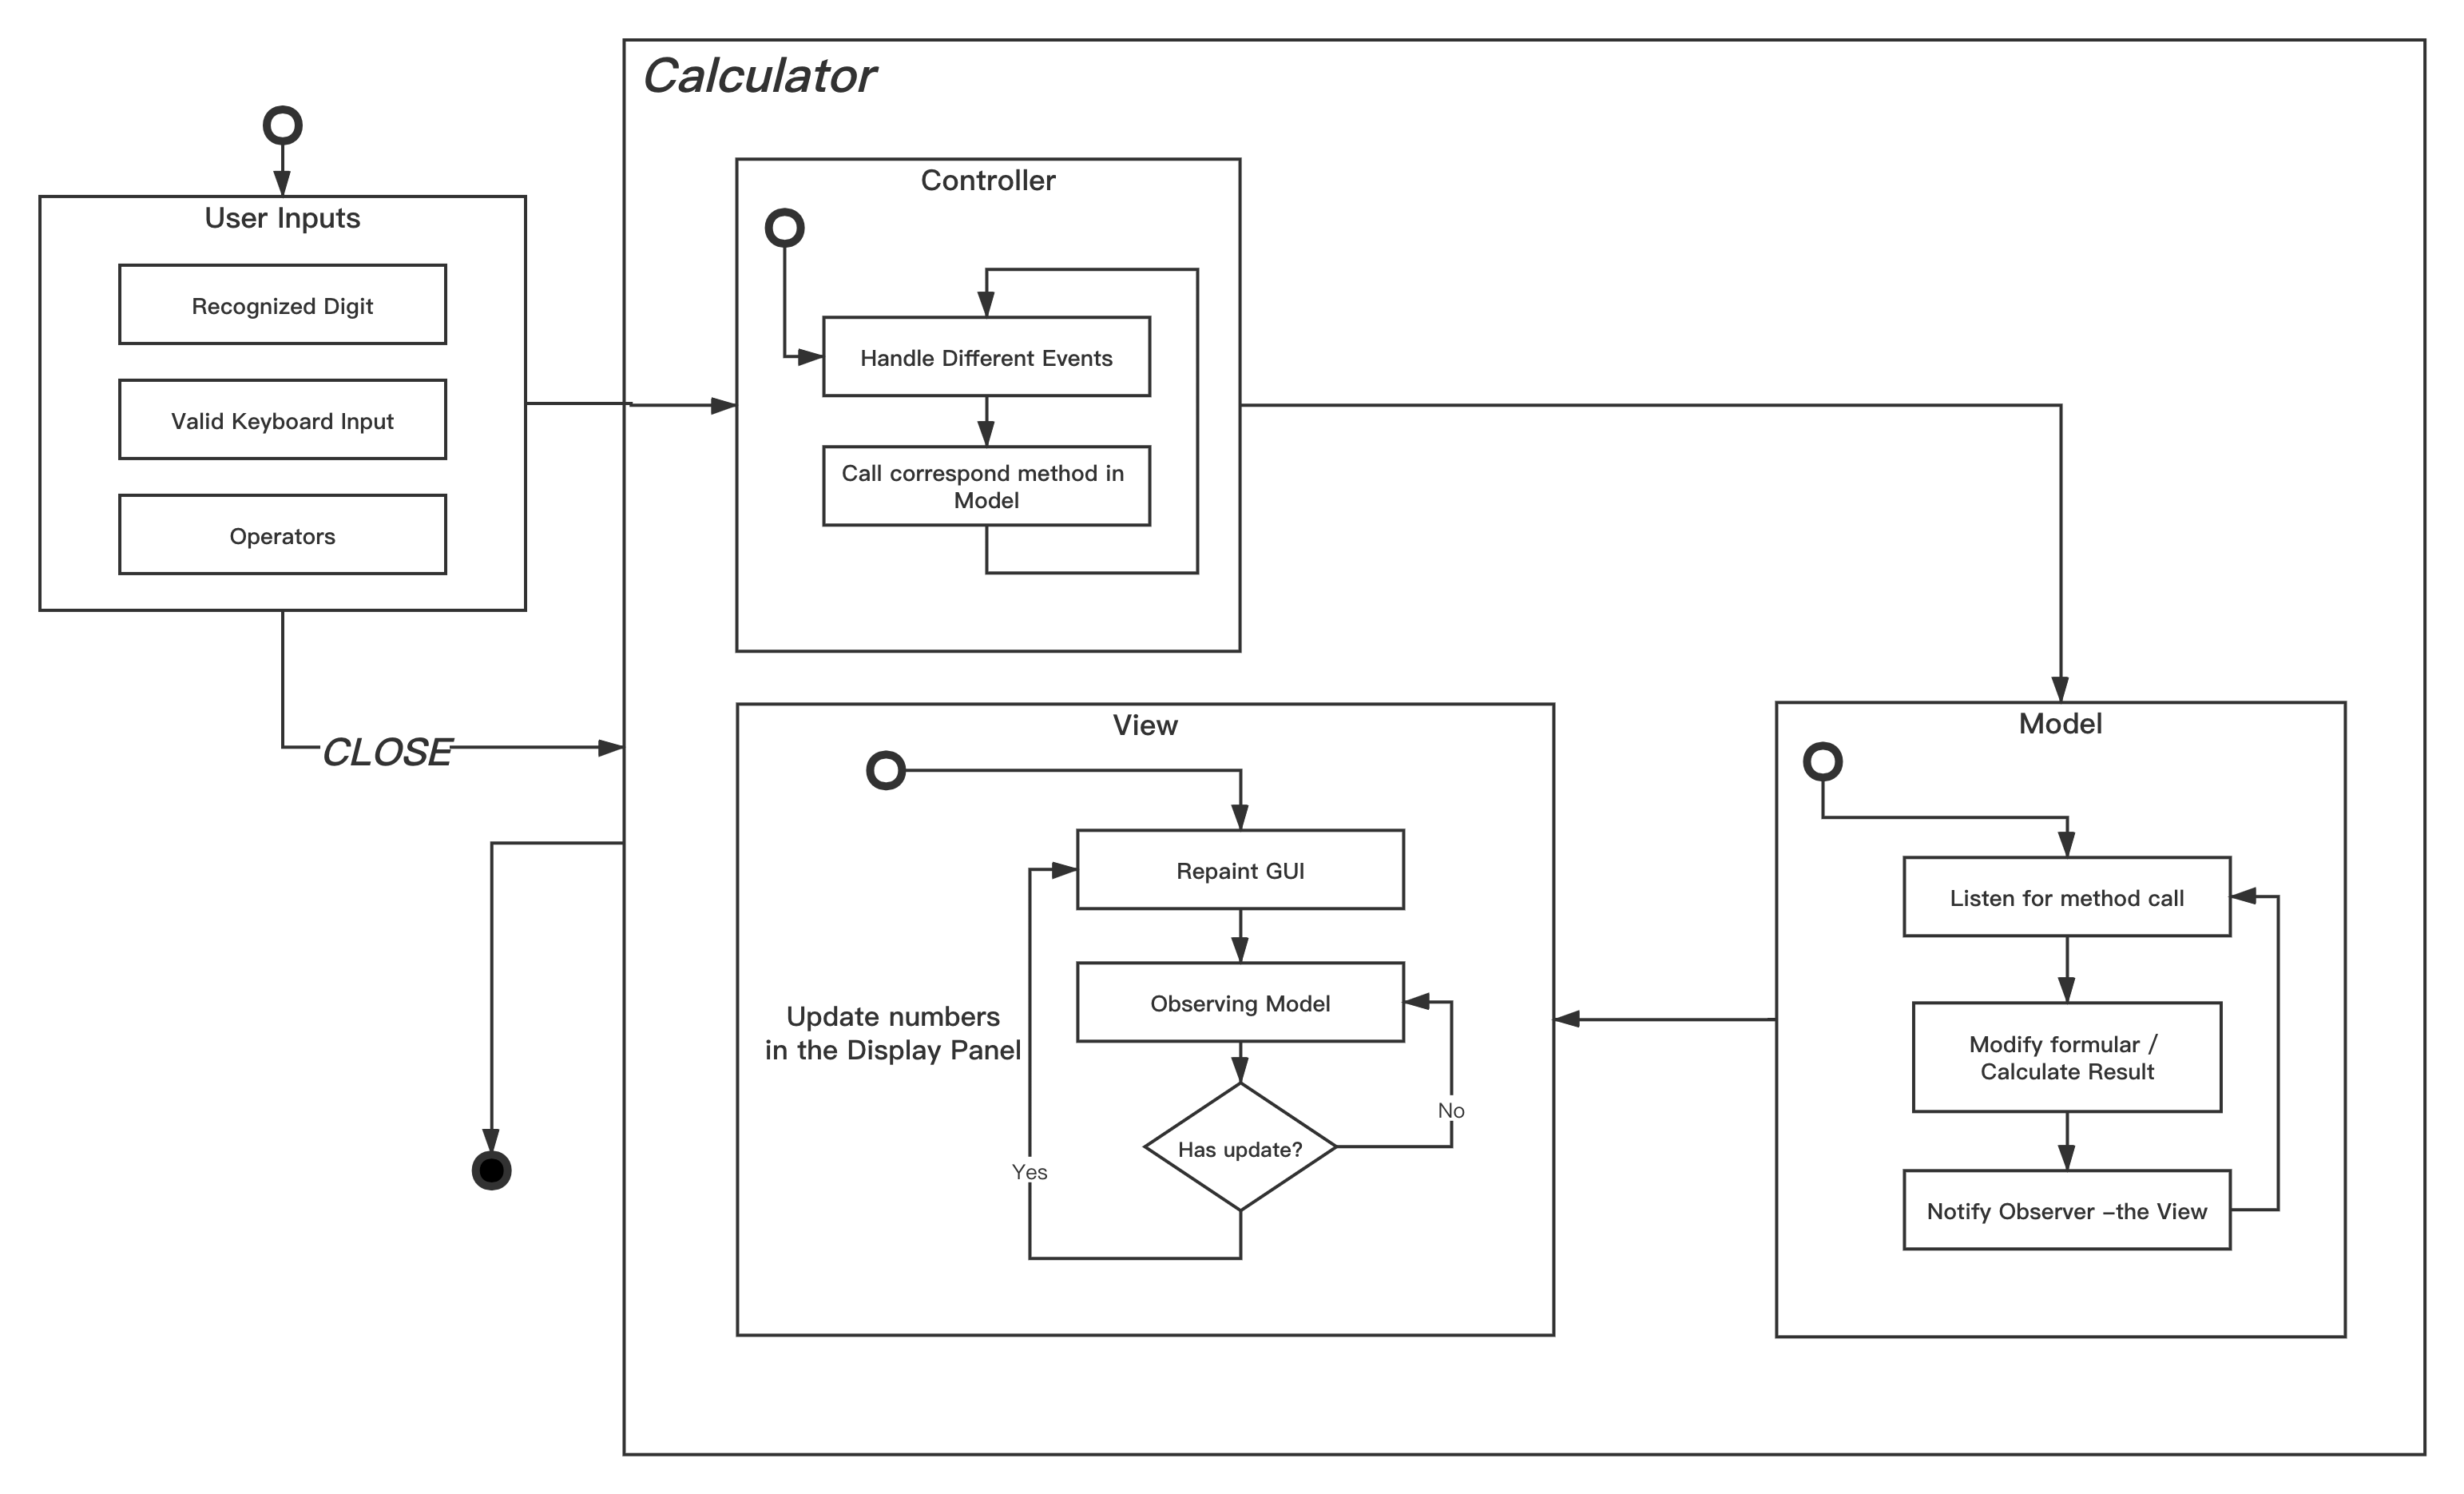 Calculator
User Inputs
Recognized Digit
Valid Keyboard Input
Operators
CLOSE
Controller
Handle Different Events
Call correspond method in
Model
View
Repaint GUI
Observing Model
Update numbers
in the Display Panel
Has update?
No
Yes
Model
Listen for method call
Modify formular /
Calculate Result
Notify Observer –the View